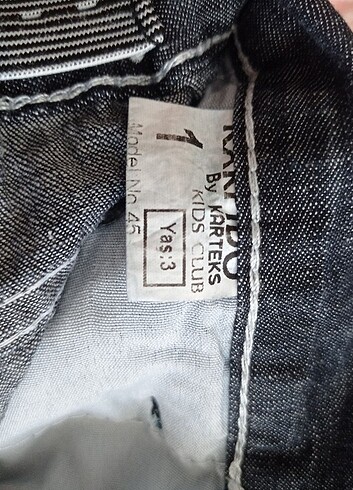 By KARTEKS
KIDS CLUB
1
Yaş:3
Model No 45